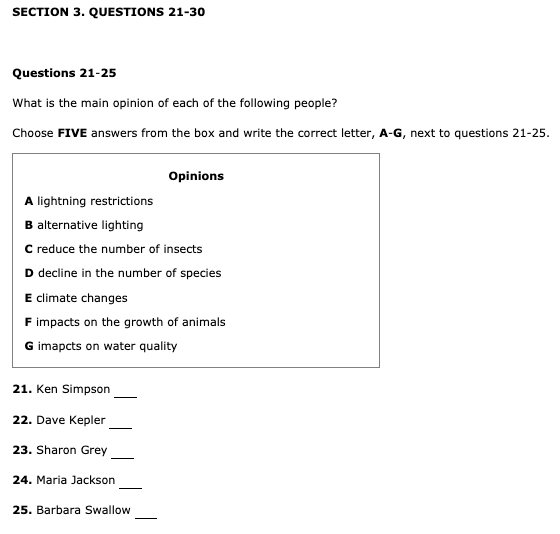 SECTION 3. QUESTIONS 21-30
Questions 21-25
What is the main opinion of each of the following people?
Choose FIVE answers from the box and write the correct letter, A-G, next to questions 21-25.
Opinions
A lightning restrictions
B alternative lighting
C reduce the number of insects
D decline in the number of species
E climate changes
F impacts on the growth of animals
G imapcts on water quality
21. Ken Simpson ___
22. Dave Kepler ___
23. Sharon Grey ___
24. Maria Jackson ___
25. Barbara Swallow ___